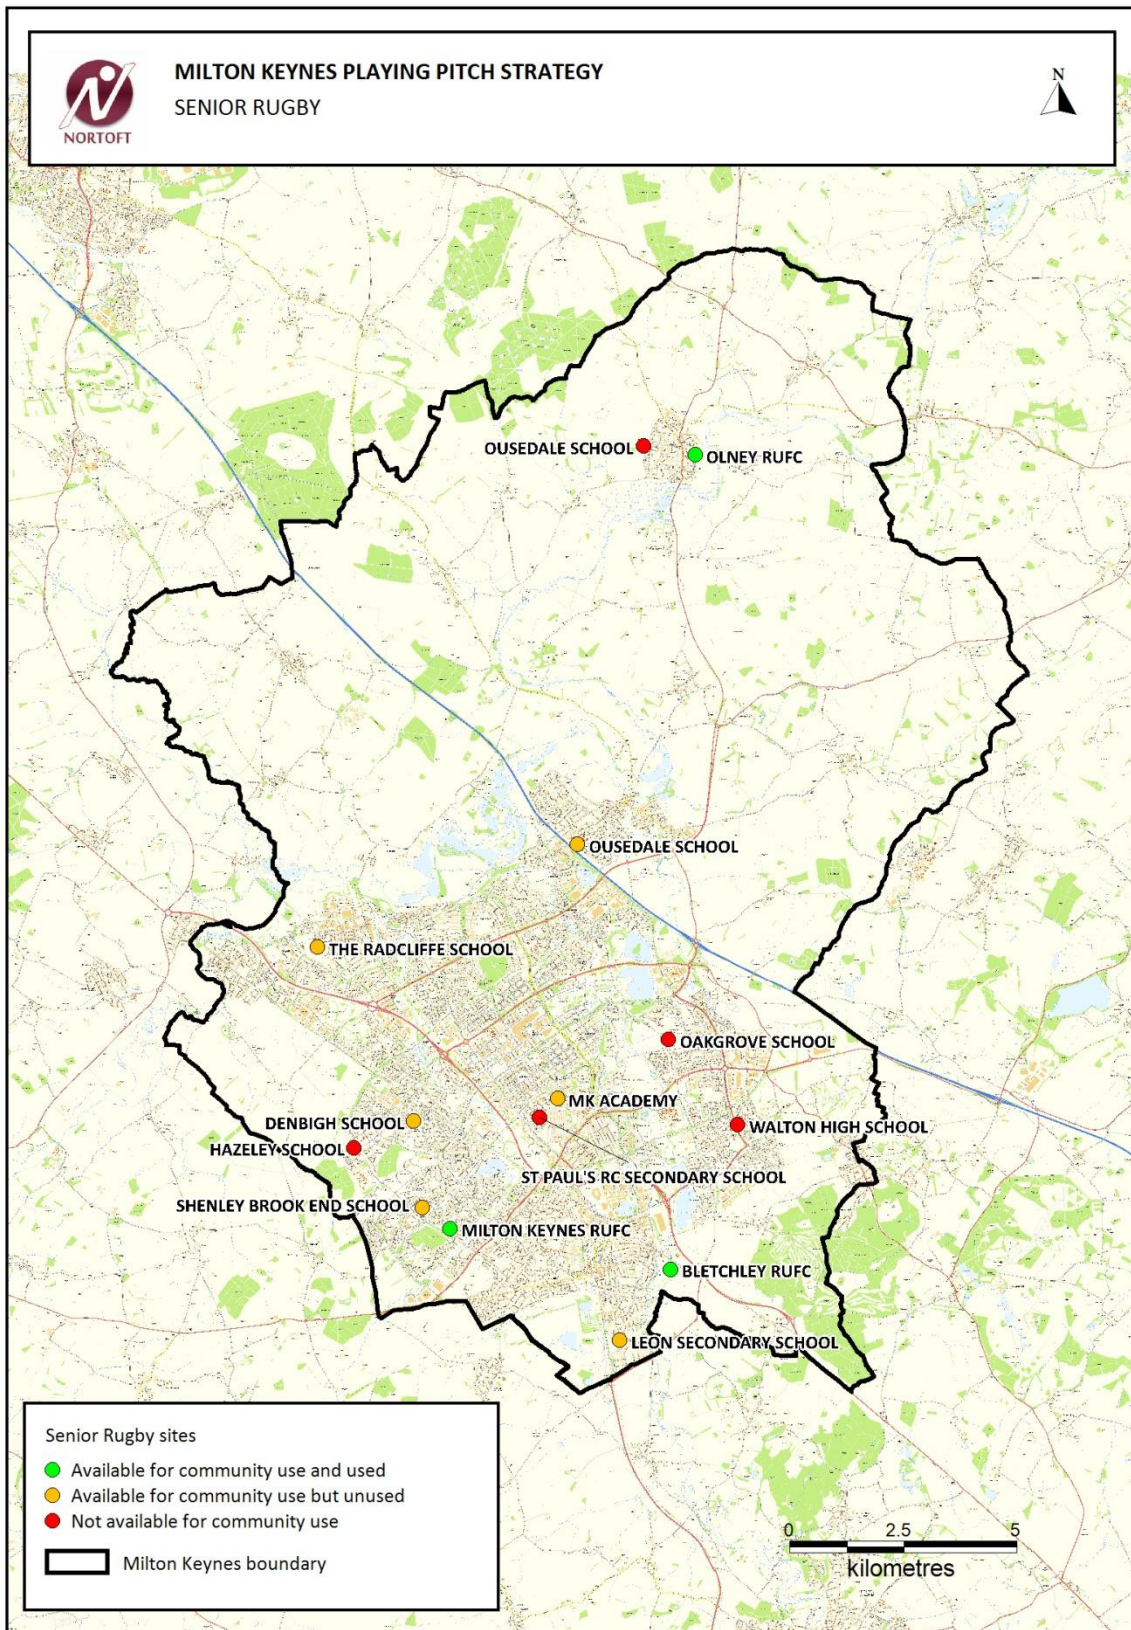 MILTON KEYNES PLAYING PITCH STRATEGY
SENIOR RUGBY
NORTOFT
N
OUSEDALE SCHOOL
OLNEY RUFC
OUSEDALE SCHOOL
THE RADCLIFFE SCHOOL
OAKGROVE SCHOOL
MK ACADEMY
DENBIGH SCHOOL
WALTON HIGH SCHOOL
HAZELEY SCHOOL
ST PAUL'S RC SECONDARY SCHOOL
SHENLEY BROOK END SCHOOL
MILTON KEYNES RUFC
BLETCHLEY RUFC
LEON SECONDARY SCHOOL
Senior Rugby sites
Available for community use and used
Available for community use but unused
Not available for community use
Milton Keynes boundary
0 2.5 5
kilometres